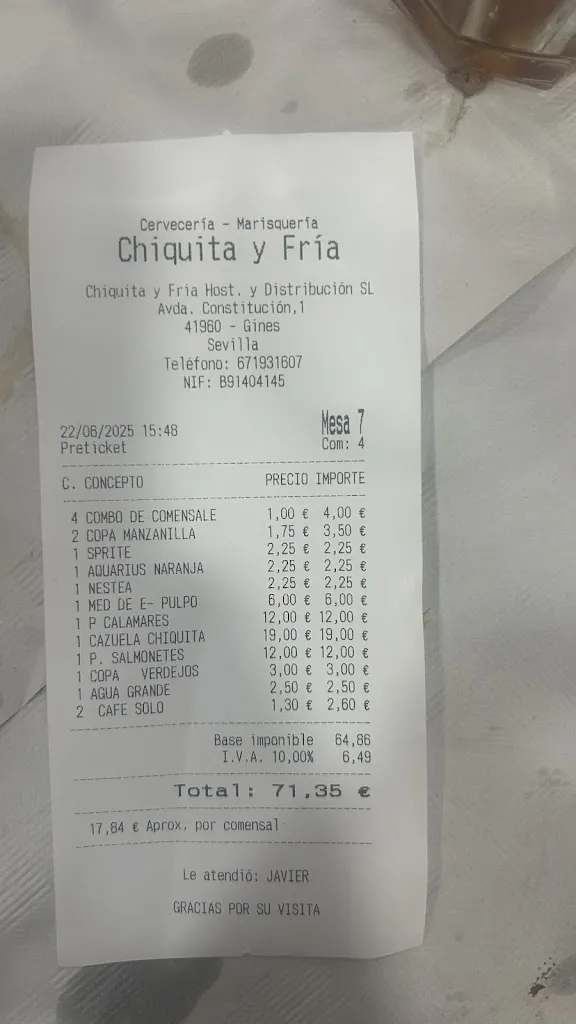 Cervecería - Marisquería
Chiquita y Fría
Chiquita y Fria Host. y Distribución SL
Avda. Constitución,1
41960 - Gines
Sevilla
Teléfono: 671931607
NIF: B91404145
22/06/2025 15:48 Mesa 7
Preticket Com: 4
C. CONCEPTO PRECIO IMPORTE
4 COMBO DE COMENSALE 1,00 € 4,00 €
2 COPA MANZANILLA 1,75 € 3,50 €
1 SPRITE 2,25 € 2,25 €
1 AQUARIUS NARANJA 2,25 € 2,25 €
1 NESTEA 2,25 € 2,25 €
1 MED DE E- PULPO 6,00 € 6,00 €
1 P CALAMARES 12,00 € 12,00 €
1 CAZUELA CHIQUITA 19,00 € 19,00 €
1 P. SALMONETES 12,00 € 12,00 €
1 COPA VERDEJOS 3,00 € 3,00 €
1 AGUA GRANDE 2,50 € 2,50 €
2 CAFE SOLO 1,30 € 2,60 €
Base imponible 64,86
I.V.A. 10,00% 6,49
Total: 71,35 €
17,84 € Aprox. por comensal
Le atendió: JAVIER
GRACIAS POR SU VISITA